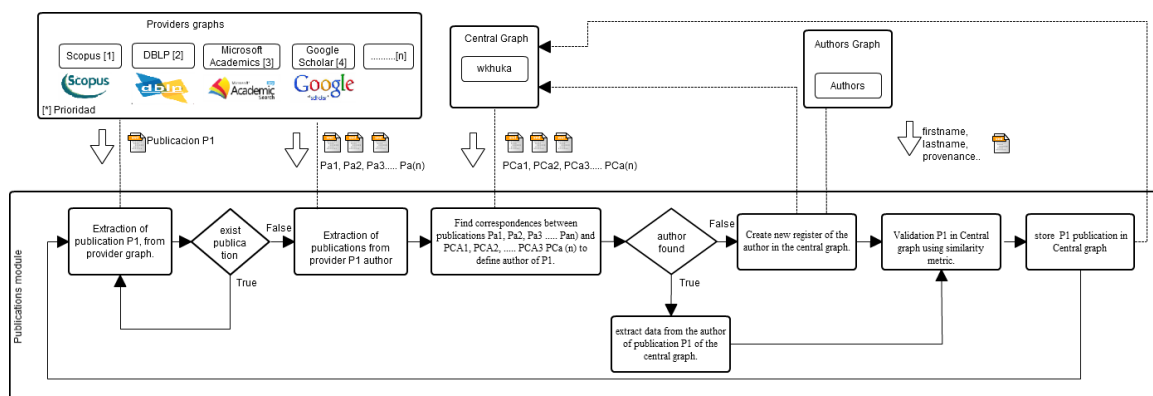 Providers graphs
Scopus [1]
DBLP [2]
Microsoft
Academics [3]
Google
Scholar [4]
..........[n]
Scopus
dblp
Microsoft
Academic
Search
Google
[*] Prioridad
Central Graph
wkhuka
Authors Graph
Authors
Publicacion P1
Pa1, Pa2, Pa3..... Pa(n)
PCa1, PCa2, PCa3... PCa(n)
firstname,
lastname,
provenance..
Publications module
Extraction of
publication P1, from
provider graph.
exist
publica
tion
False
True
Extraction of
publications from
provider P1 author
Find correspondences between
publications Pa1, Pa2, Pa3 ..... Pan) and
PCA1, PCA2, ..... PCA3 PCa (n) to
define author of P1.
author
found
False
True
Create new register of the
author in the central graph.
Validation P1 in Central
graph using similarity
metric.
store P1 publication in
Central graph
extract data from the author
of publication P1 of the
central graph.